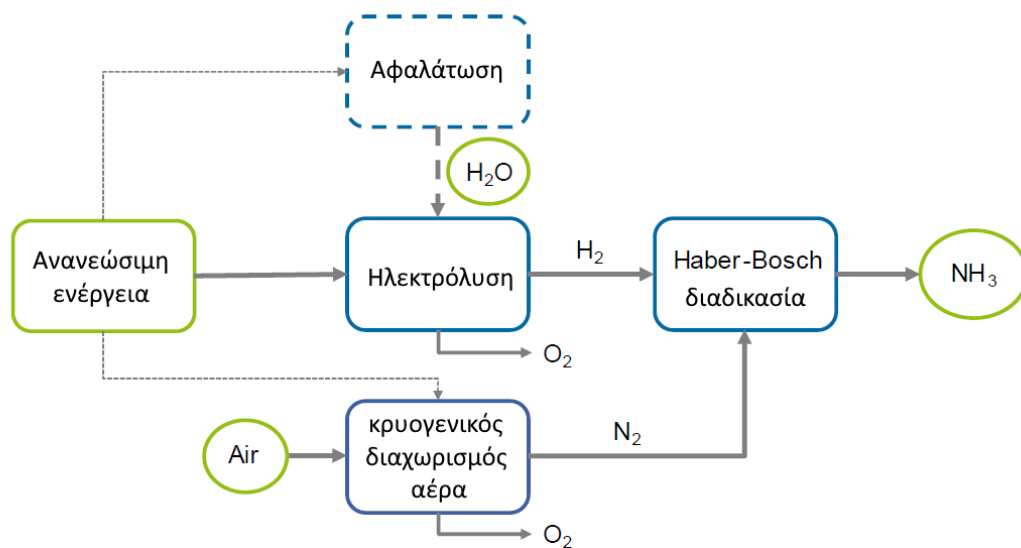 Αφαλάτωση
H₂O
Ανανεώσιμη
ενέργεια
Ηλεκτρόλυση
H₂
Haber-Bosch
διαδικασία
NH₃
O₂
Air
κρυογενικός
διαχωρισμός
αέρα
N₂
O₂